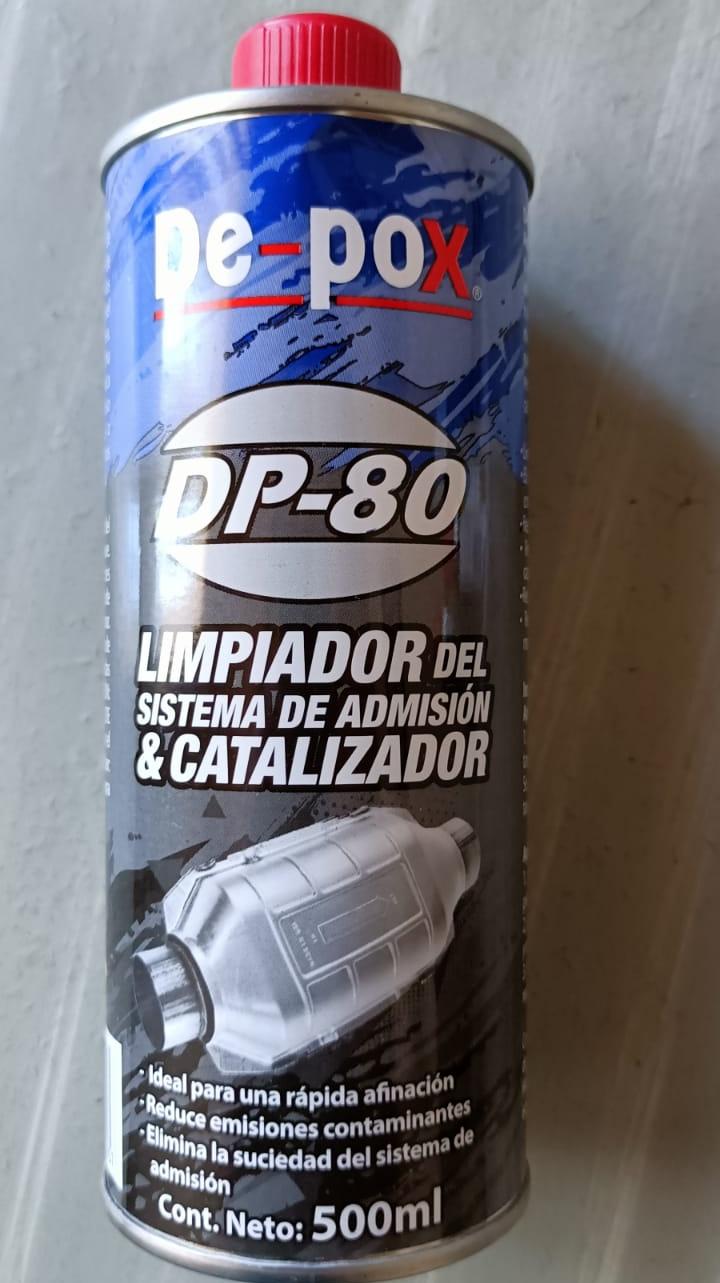 De-pox®
DP-80
LIMPIADOR DEL
SISTEMA DE ADMISIÓN
& CATALIZADOR
· Ideal para una rápida afinación
· Reduce emisiones contaminantes
· Elimina la suciedad del sistema de
admisión
Cont. Neto: 500ml